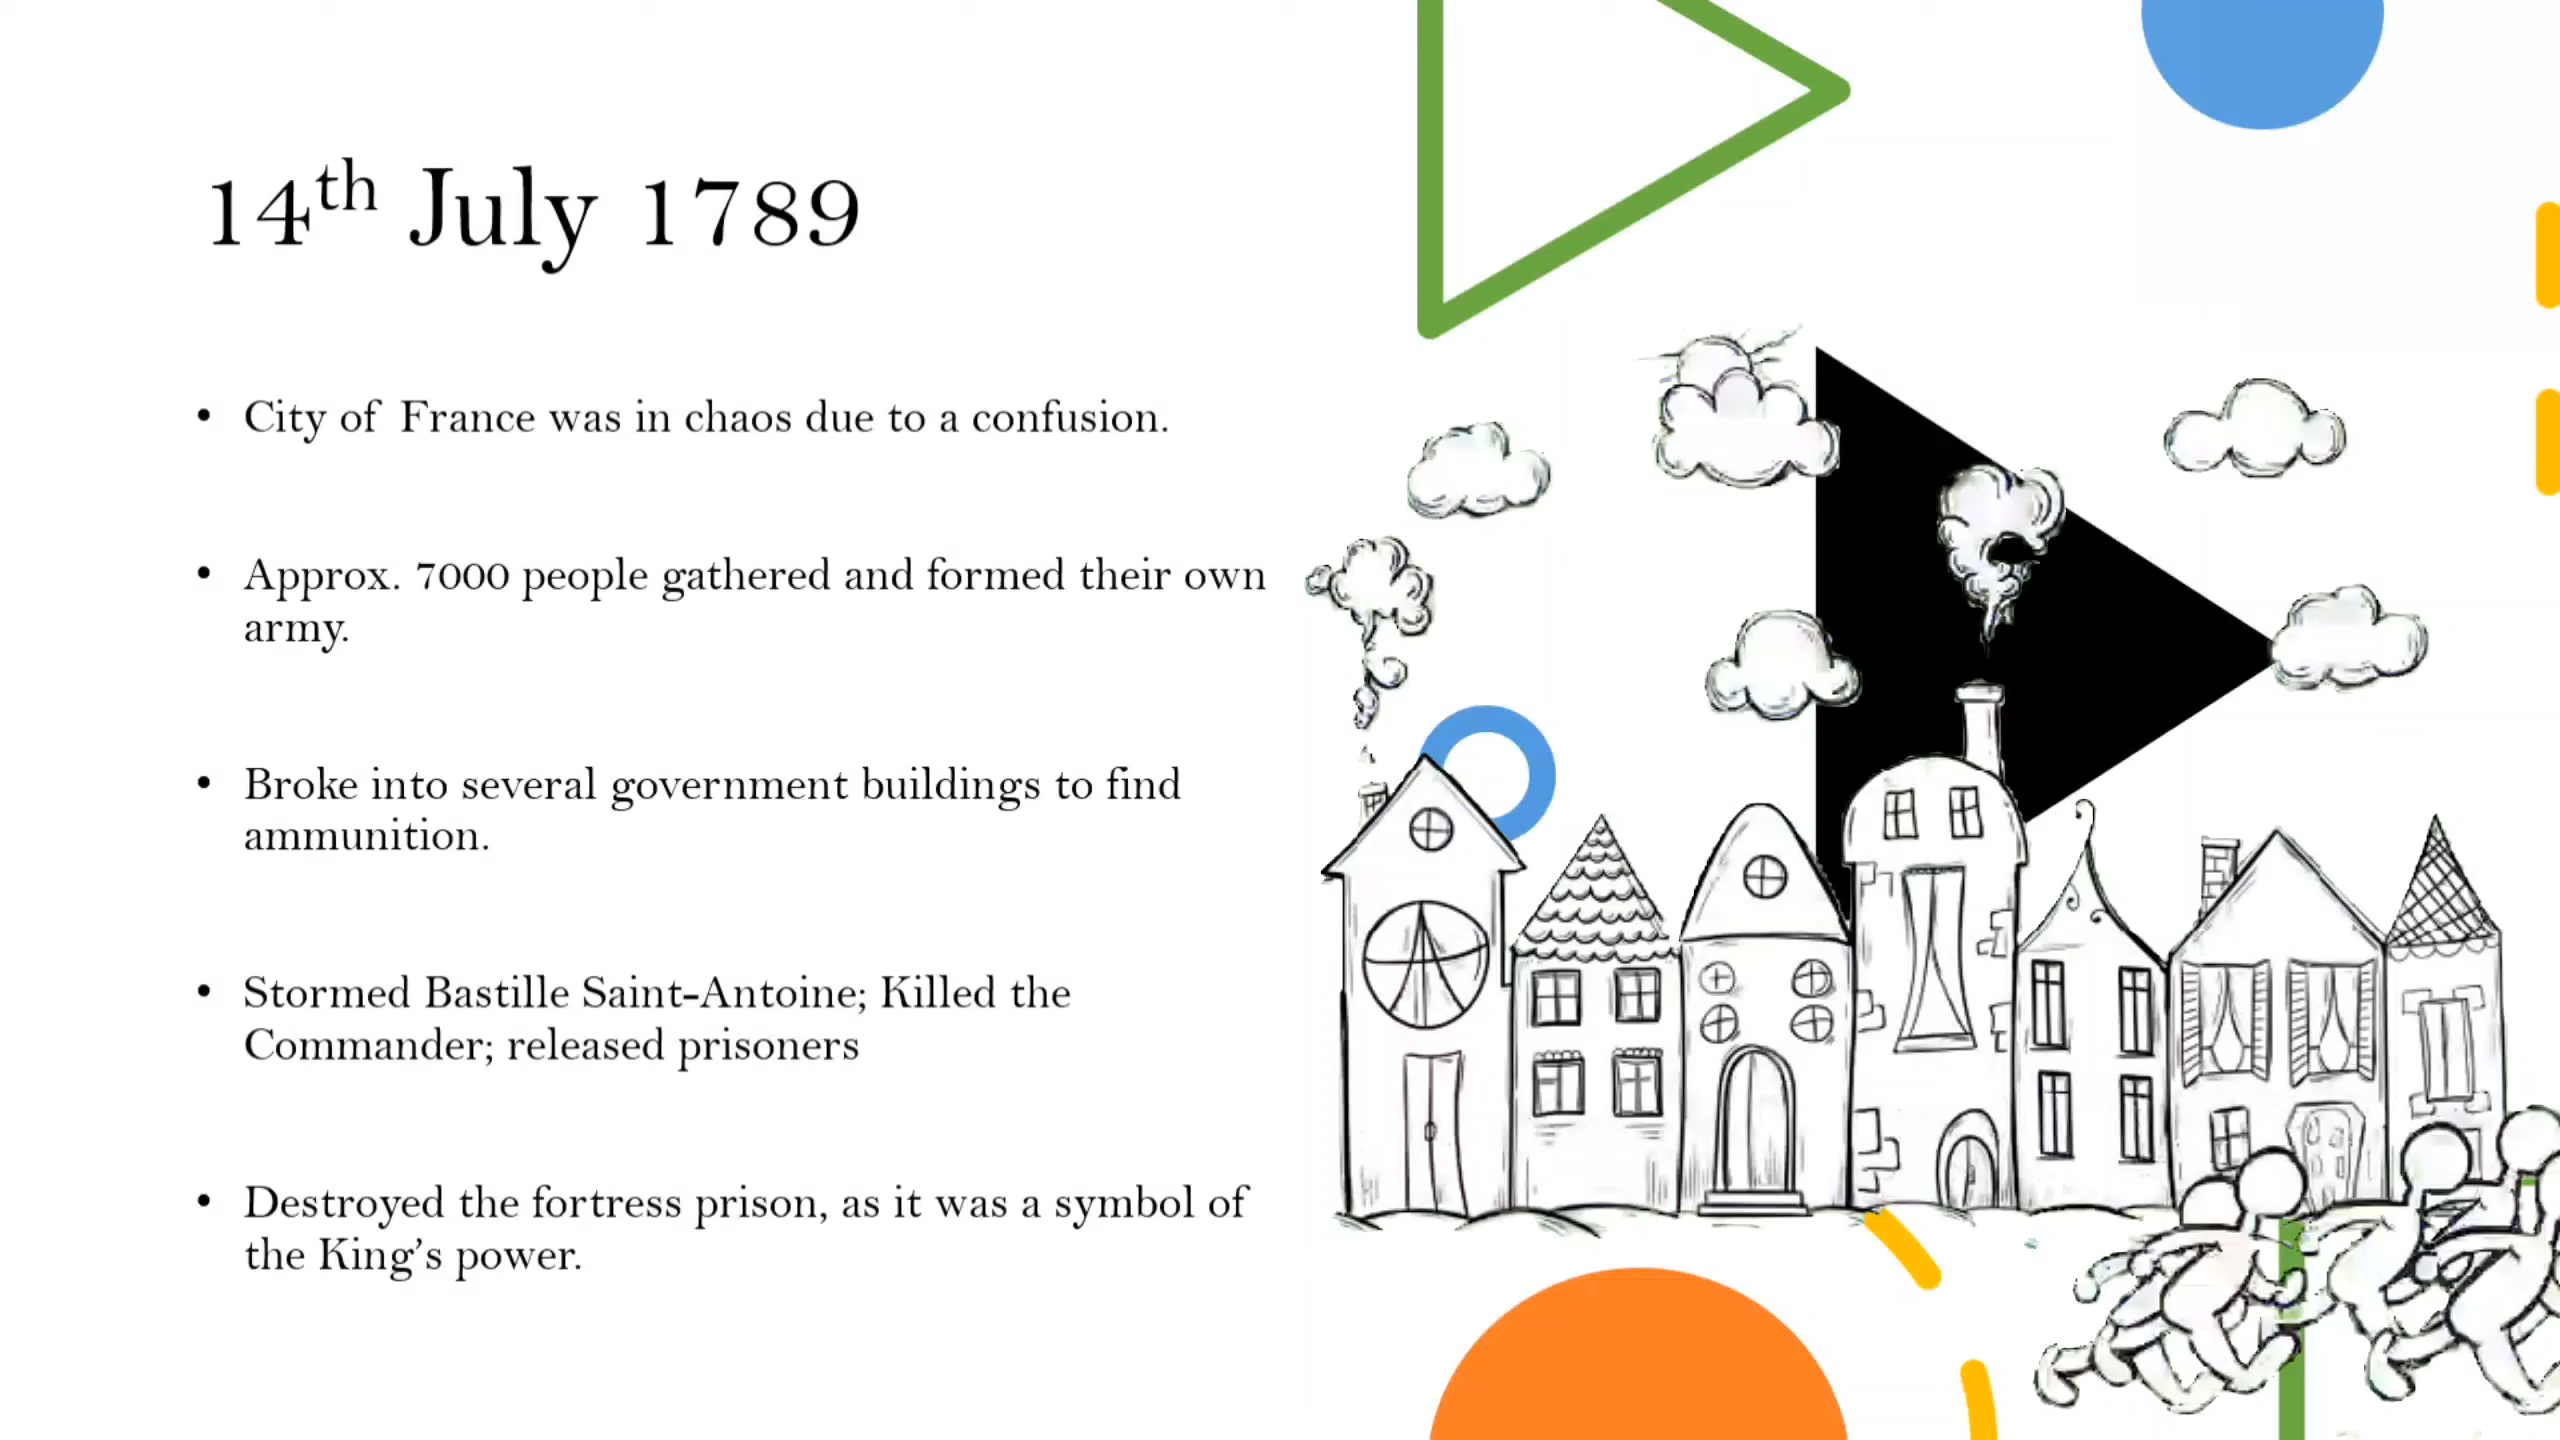 14th July 1789
• City of France was in chaos due to a confusion.
• Approx. 7000 people gathered and formed their own
army.
• Broke into several government buildings to find
ammunition.
• Stormed Bastille Saint-Antoine; Killed the
Commander; released prisoners
• Destroyed the fortress prison, as it was a symbol of
the King’s power.